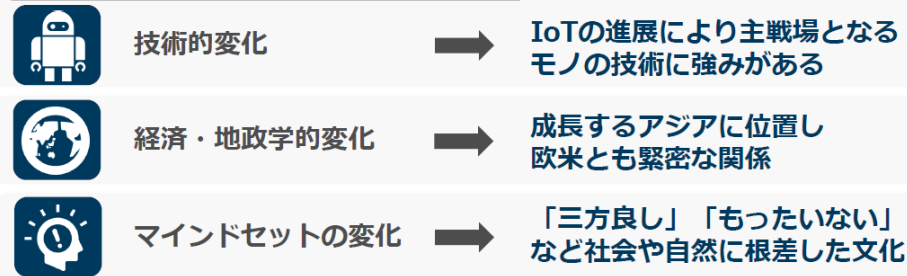 技術的変化
IoTの進展により主戦場となる
モノの技術に強みがある
経済・地政学的変化
成長するアジアに位置し
欧米とも緊密な関係
マインドセットの変化
「三方良し」「もったいない」
など社会や自然に根差した文化